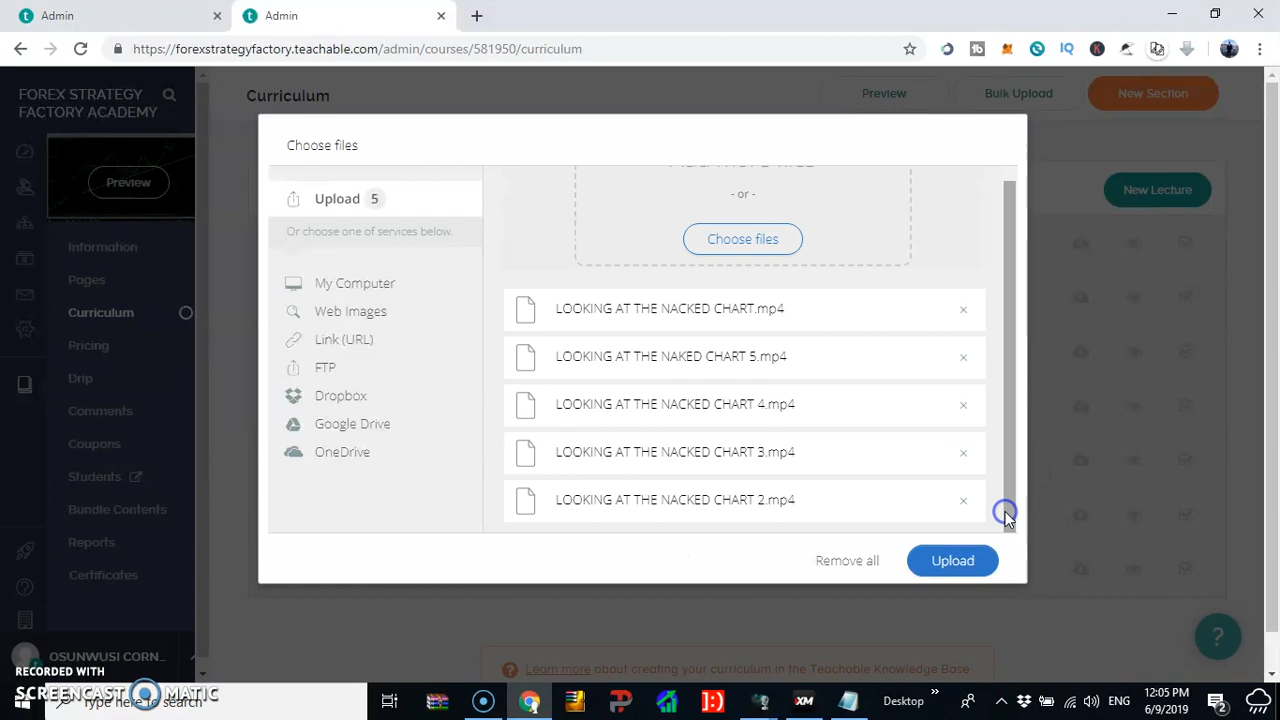 Admin
Admin
https://forexstrategyfactory.teachable.com/admin/courses/581950/curriculum
FOREX STRATEGY
FACTORY ACADEMY
Preview
Information
Pages
Curriculum
Pricing
Drip
Comments
Coupons
Students
Bundle Contents
Reports
Certificates
OSUNWUSI CORN...
Curriculum
Preview
Bulk Upload
New Section
New Lecture
Choose files
Upload 5
Or choose one of services below.
My Computer
Web Images
Link (URL)
FTP
Dropbox
Google Drive
OneDrive
- or -
Choose files
LOOKING AT THE NACKED CHART.mp4
LOOKING AT THE NAKED CHART 5.mp4
LOOKING AT THE NACKED CHART 4.mp4
LOOKING AT THE NACKED CHART 3.mp4
LOOKING AT THE NACKED CHART 2.mp4
Remove all
Upload
Learn more about creating your curriculum in the Teachable Knowledge Base
RECORDED WITH
SCREENCAST MATIC
Type here to search
Desktop
ENG
12:05 PM
6/9/2019
2